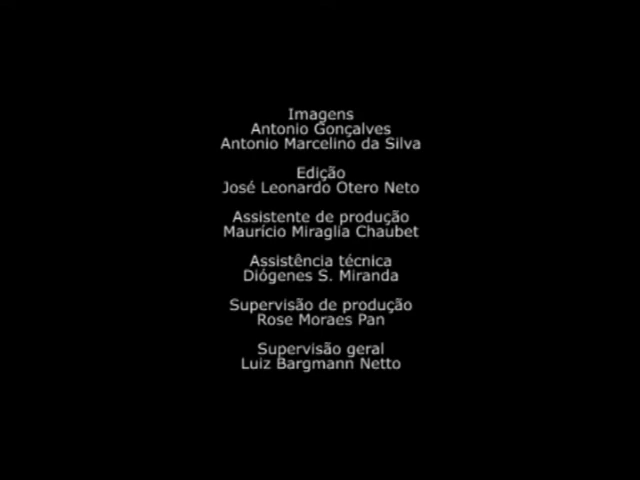 Imagens
Antonio Gonçalves
Antonio Marcelino da Silva
Edição
José Leonardo Otero Neto
Assistente de produção
Maurício Miraglia Chaubet
Assistência técnica
Diógenes S. Miranda
Supervisão de produção
Rose Moraes Pan
Supervisão geral
Luiz Bargmann Netto